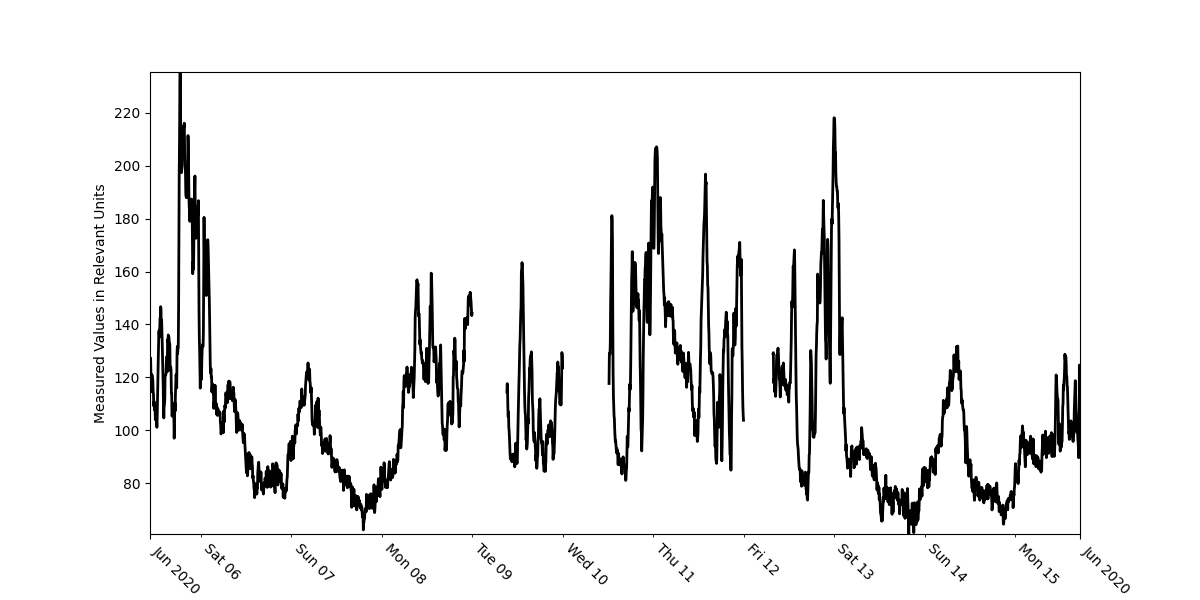 220
200
180
160
140
120
100
80
Measured Values in Relevant Units
Jun 2020
Sat 06
Sun 07
Mon 08
Tue 09
Wed 10
Thu 11
Fri 12
Sat 13
Sun 14
Mon 15
Jun 2020